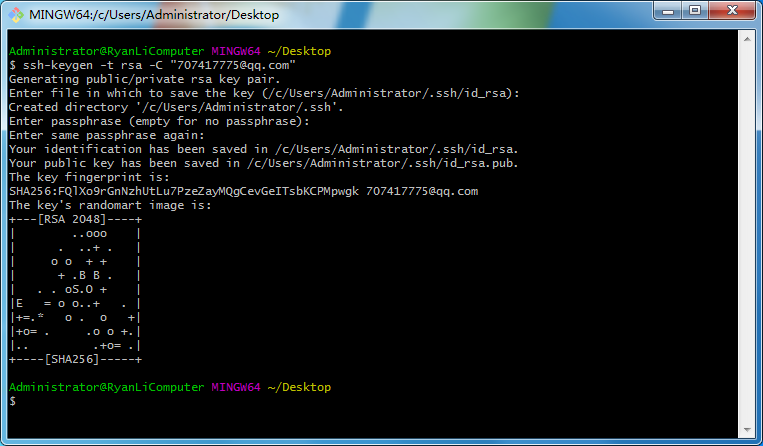 MINGW64:/c/Users/Administrator/Desktop
Administrator@RyanLiComputer MINGW64 ~/Desktop
$ ssh-keygen -t rsa -C "707417775@qq.com"
Generating public/private rsa key pair.
Enter file in which to save the key (/c/Users/Administrator/.ssh/id_rsa):
Created directory '/c/Users/Administrator/.ssh'.
Enter passphrase (empty for no passphrase):
Enter same passphrase again:
Your identification has been saved in /c/Users/Administrator/.ssh/id_rsa.
Your public key has been saved in /c/Users/Administrator/.ssh/id_rsa.pub.
The key fingerprint is:
SHA256:FQlXo9rGnNzhUtLu7PzeZayMQgCevGeITsbKCPMpwgk 707417775@qq.com
The key's randomart image is:
+---[RSA 2048]----+
|        ..ooo    |
|      .  ..+ .   |
|     o o  + +    |
|      + .B B .   |
|   . . oS.O +    |
|E   = o o..+   . |
|+=.*   o .  o   +|
|+o= .     .o o +.|
|..         .+o= .|
+----[SHA256]-----+
Administrator@RyanLiComputer MINGW64 ~/Desktop
$